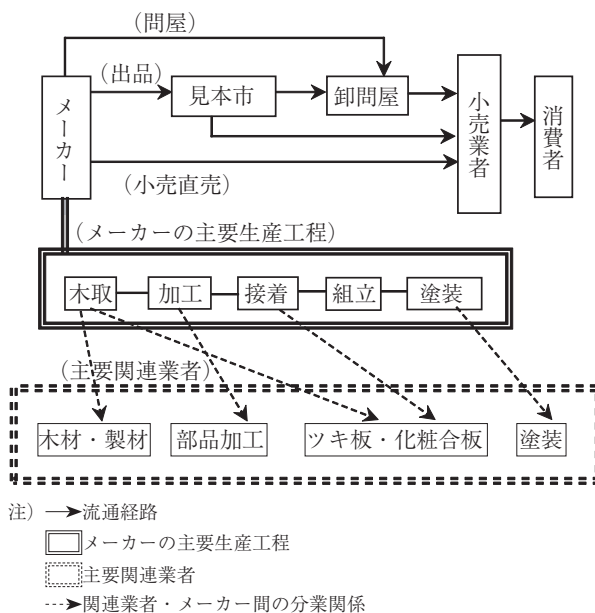 （問屋）
（出品）
メーカー
見本市
卸問屋
小売業者
消費者
（小売直売）
（メーカーの主要生産工程）
木取
加工
接着
組立
塗装
（主要関連業者）
木材・製材
部品加工
ツキ板・化粧合板
塗装
注）
流通経路
メーカーの主要生産工程
主要関連業者
関連業者・メーカー間の分業関係